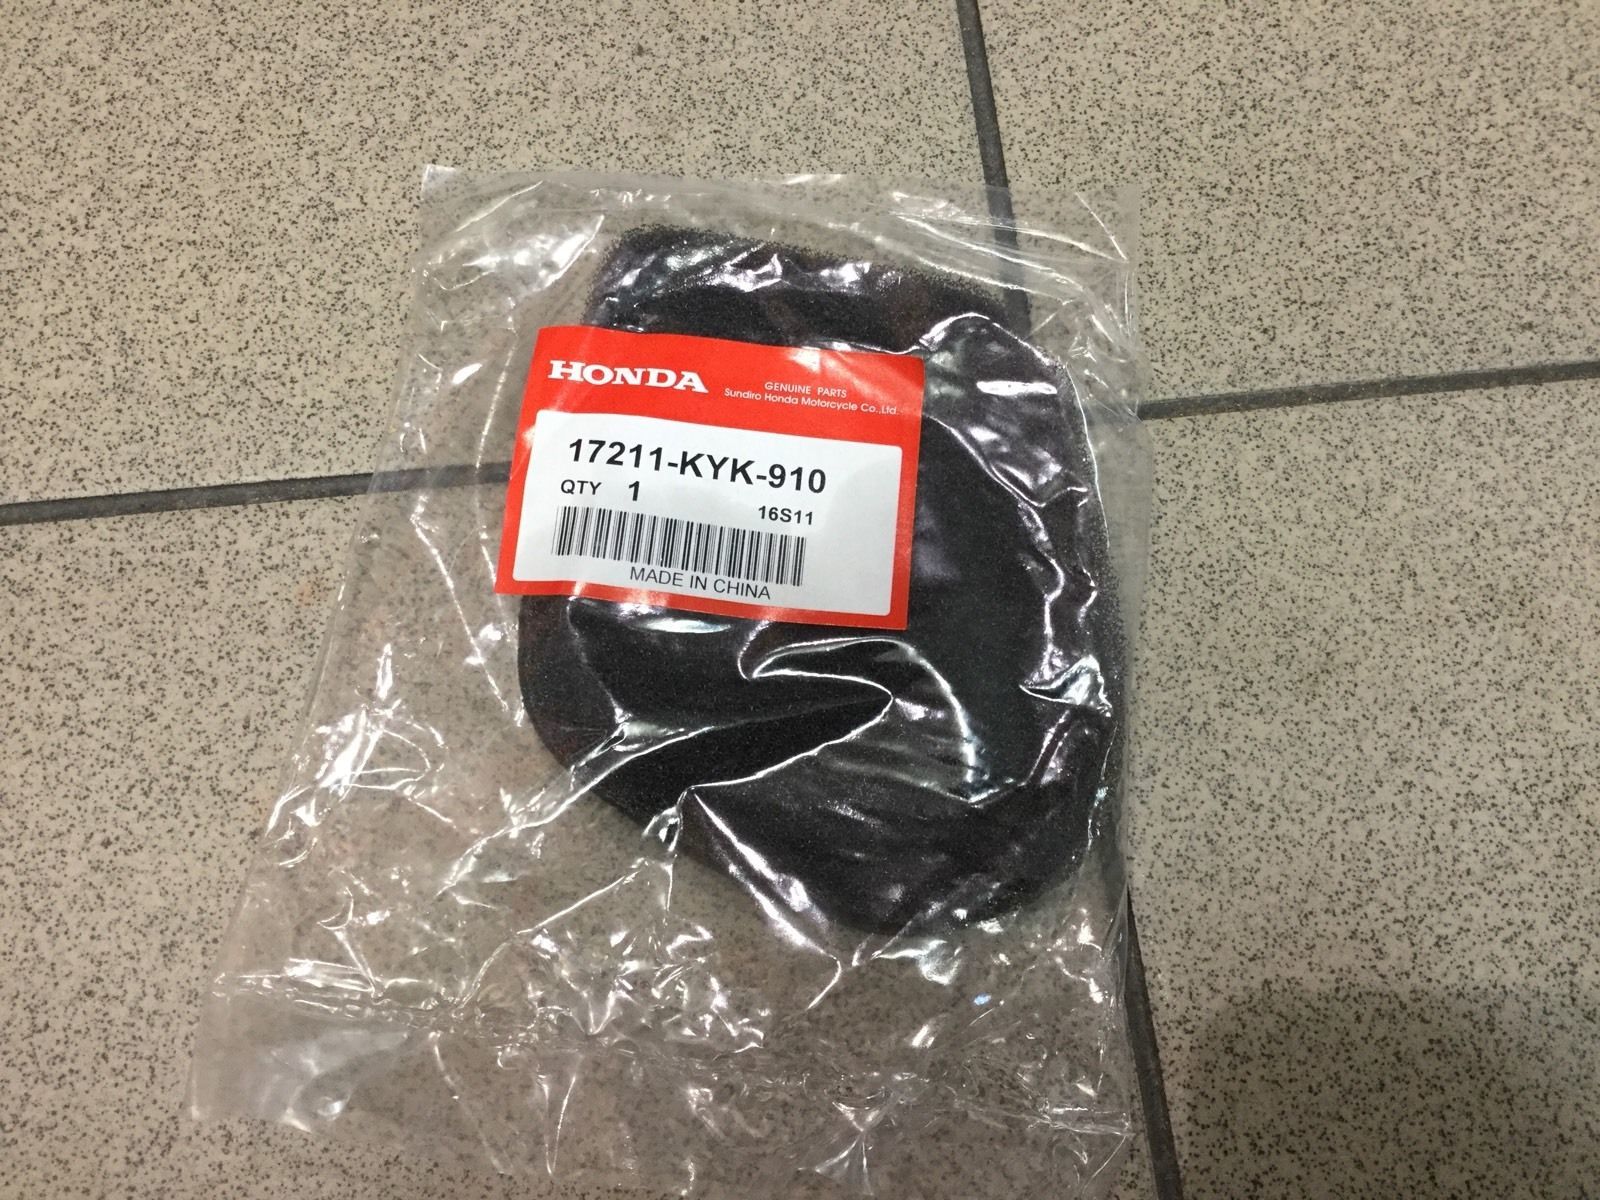 HONDA
GENUINE PARTS
Sundiro Honda Motorcycle Co.,Ltd.
17211-KYK-910
QTY 1
16S11
MADE IN CHINA